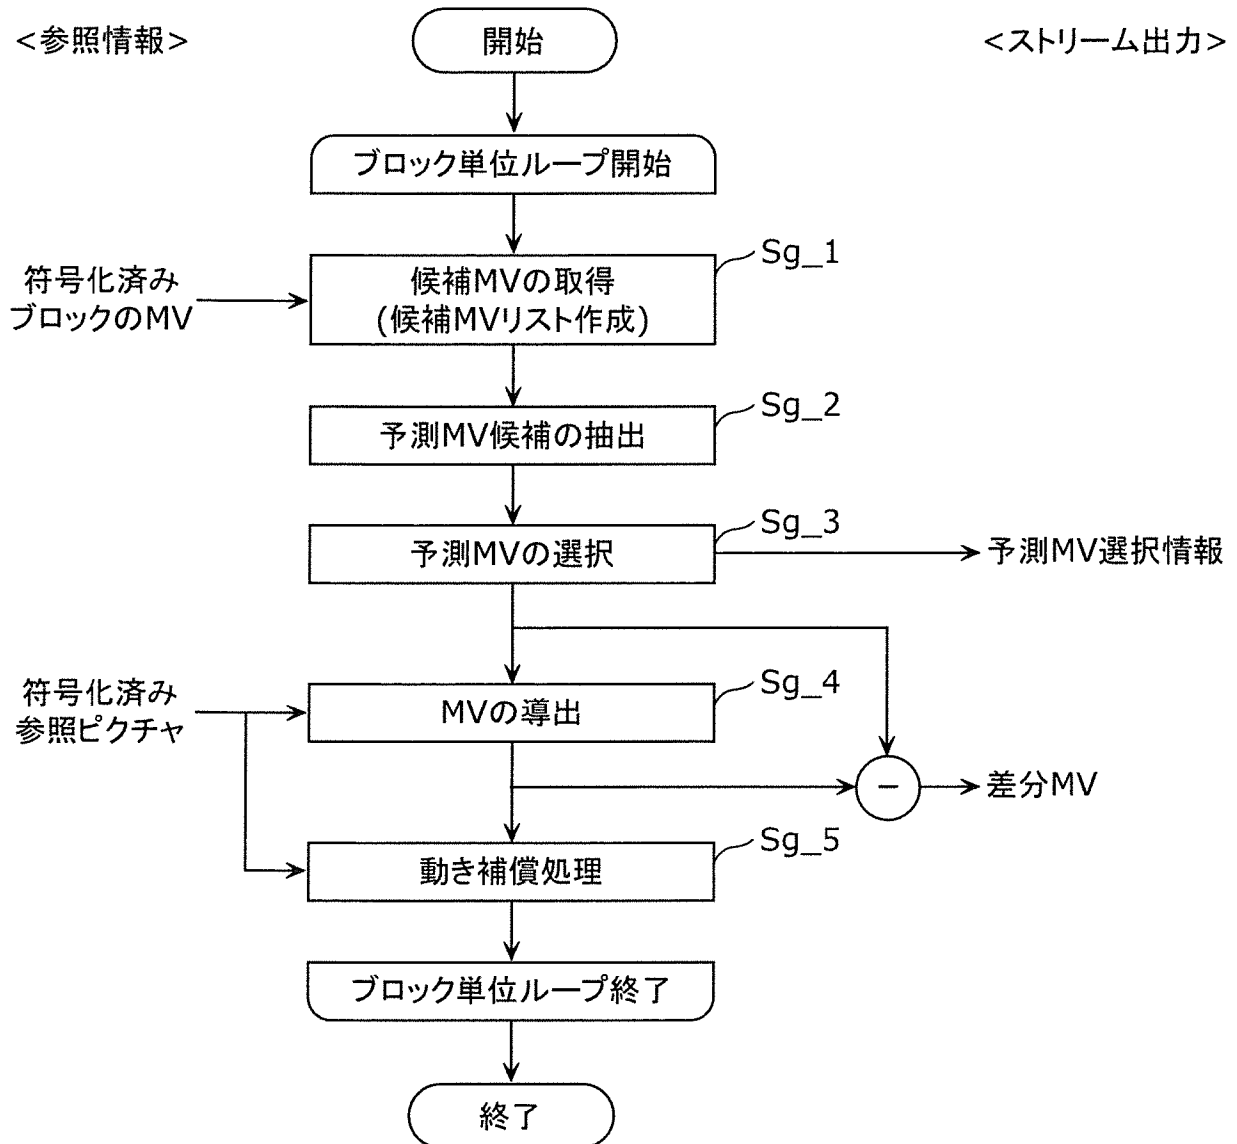 <参照情報>
開始
<ストリーム出力>
ブロック単位ループ開始
Sg_1
符号化済み
ブロックのMV
候補MVの取得
(候補MVリスト作成)
Sg_2
予測MV候補の抽出
Sg_3
予測MVの選択
予測MV選択情報
Sg_4
符号化済み
参照ピクチャ
MVの導出
−
差分MV
Sg_5
動き補償処理
ブロック単位ループ終了
終了